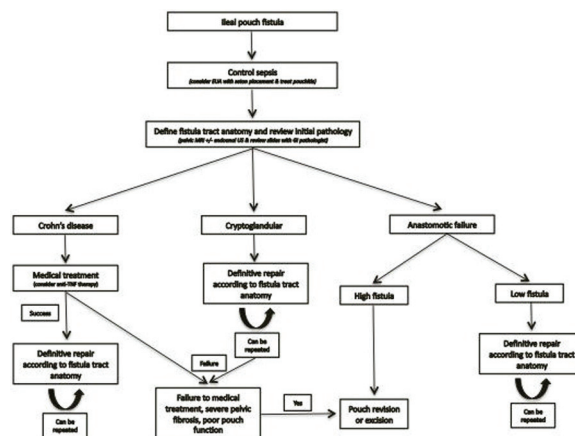 Ileal pouch fistula
Control sepsis
(consider EUA with seton placement & treat pouchitis)
Define fistula tract anatomy and review initial pathology
(pelvic MRI +/- endoanal US & review slides with GI pathologist)
Crohn's disease
Cryptoglandular
Anastomotic failure
Medical treatment
(consider anti-TNF therapy)
Definitive repair
according to fistula tract
anatomy
High fistula
Low fistula
Success
Can be
repeated
Failure
Definitive repair
according to fistula tract
anatomy
Definitive repair
according to fistula tract
anatomy
Can be
repeated
Failure to medical
treatment, severe pelvic
fibrosis, poor pouch
function
Yes
Pouch revision
or excision
Can be
repeated